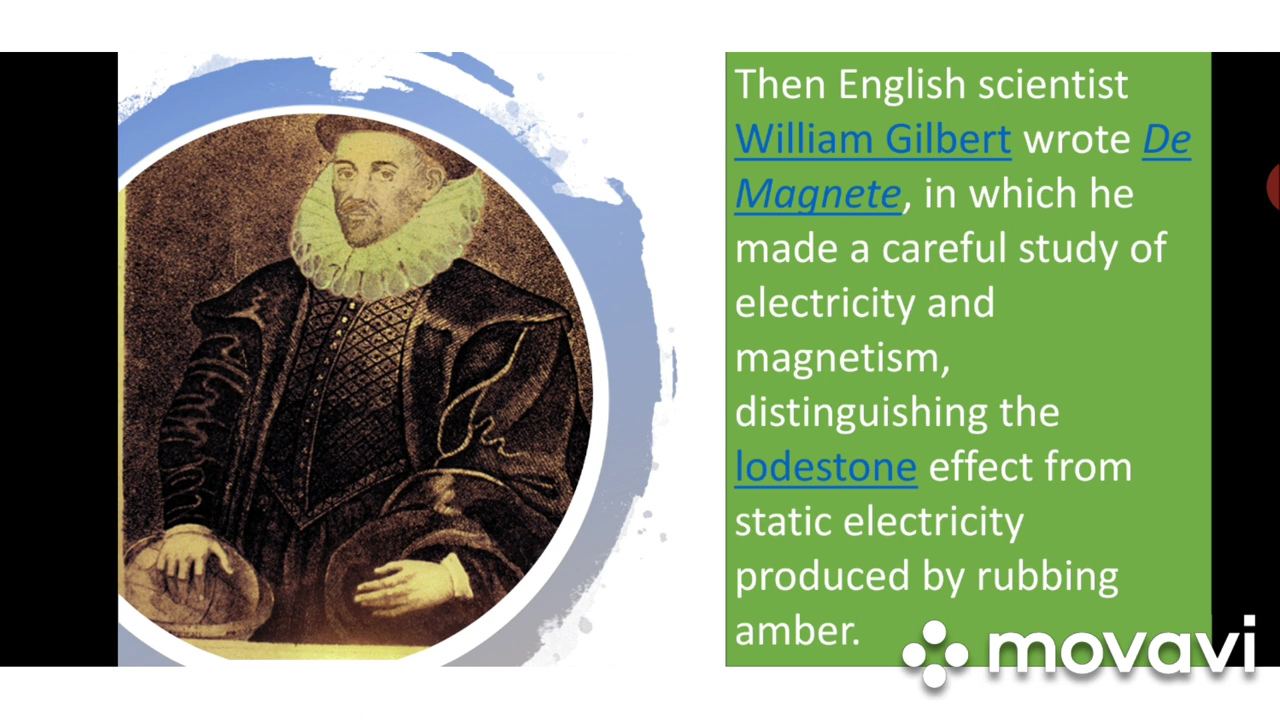 Then English scientist
William Gilbert wrote De
Magnete, in which he
made a careful study of
electricity and
magnetism,
distinguishing the
lodestone effect from
static electricity
produced by rubbing
amber.
movavi